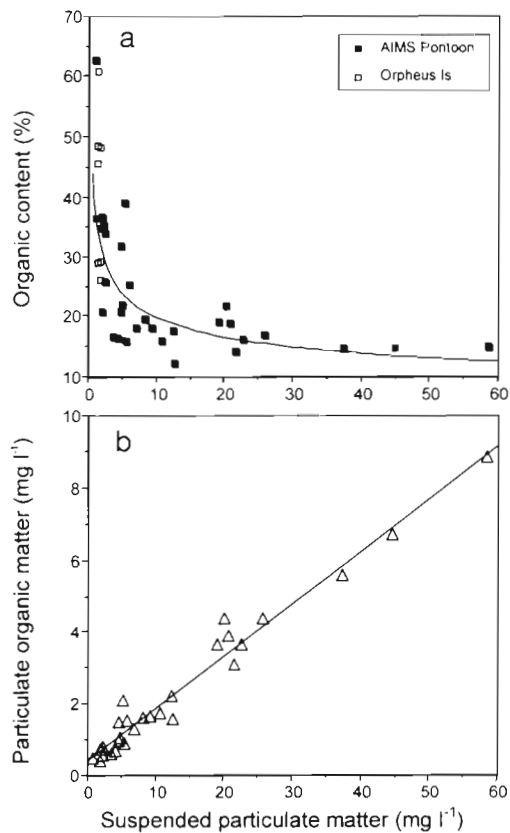 a
AIMS Pontoon
Orpheus Is
Organic content (%)
70
60
50
40
30
20
10
0 10 20 30 40 50 60
b
Particulate organic matter (mg l⁻¹)
10
8
6
4
2
0
0 10 20 30 40 50 60
Suspended particulate matter (mg l⁻¹)